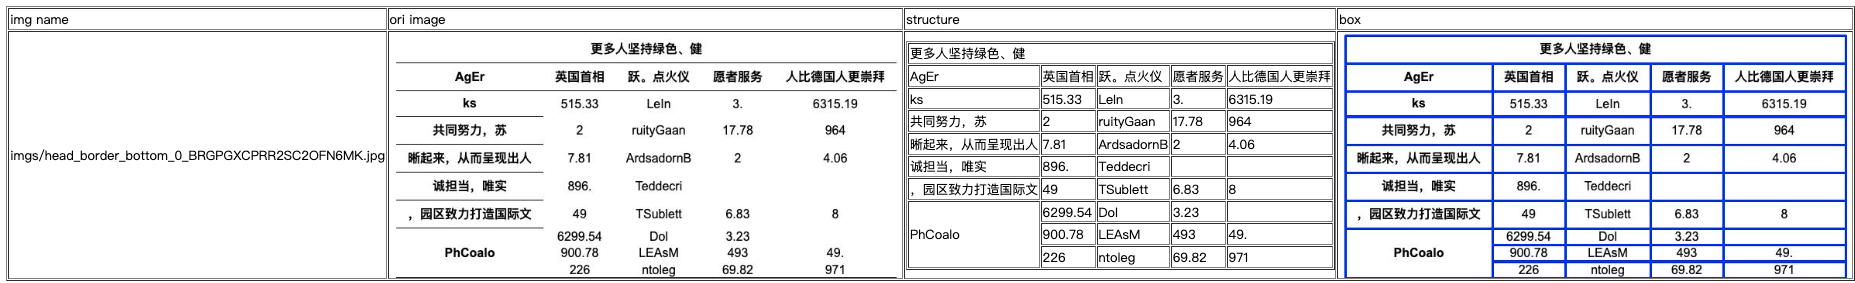 img name ori image structure box
imgs/head_border_bottom_0_BRGPGXCPRR2SC2OFN6MK.jpg
更多人坚持绿色、健
AgEr 英国首相 跃。点火仪 愿者服务 人比德国人更崇拜
ks 515.33 Leln 3. 6315.19
共同努力，苏 2 ruityGaan 17.78 964
晰起来，从而呈现出人 7.81 ArdsadornB 2 4.06
诚担当，唯实 896. Teddecri
，园区致力打造国际文 49 TSublett 6.83 8
6299.54 Dol 3.23
PhCoalo 900.78 LEAsM 493 49.
226 ntoleg 69.82 971
更多人坚持绿色、健
AgEr 英国首相 跃。点火仪 愿者服务 人比德国人更崇拜
ks 515.33 Leln 3. 6315.19
共同努力，苏 2 ruityGaan 17.78 964
晰起来，从而呈现出人 7.81 ArdsadornB 2 4.06
诚担当，唯实 896. Teddecri
，园区致力打造国际文 49 TSublett 6.83 8
6299.54 Dol 3.23
PhCoalo 900.78 LEAsM 493 49.
226 ntoleg 69.82 971
更多人坚持绿色、健
AgEr 英国首相 跃。点火仪 愿者服务 人比德国人更崇拜
ks 515.33 Leln 3. 6315.19
共同努力，苏 2 ruityGaan 17.78 964
晰起来，从而呈现出人 7.81 ArdsadornB 2 4.06
诚担当，唯实 896. Teddecri
，园区致力打造国际文 49 TSublett 6.83 8
6299.54 Dol 3.23
PhCoalo 900.78 LEAsM 493 49.
226 ntoleg 69.82 971